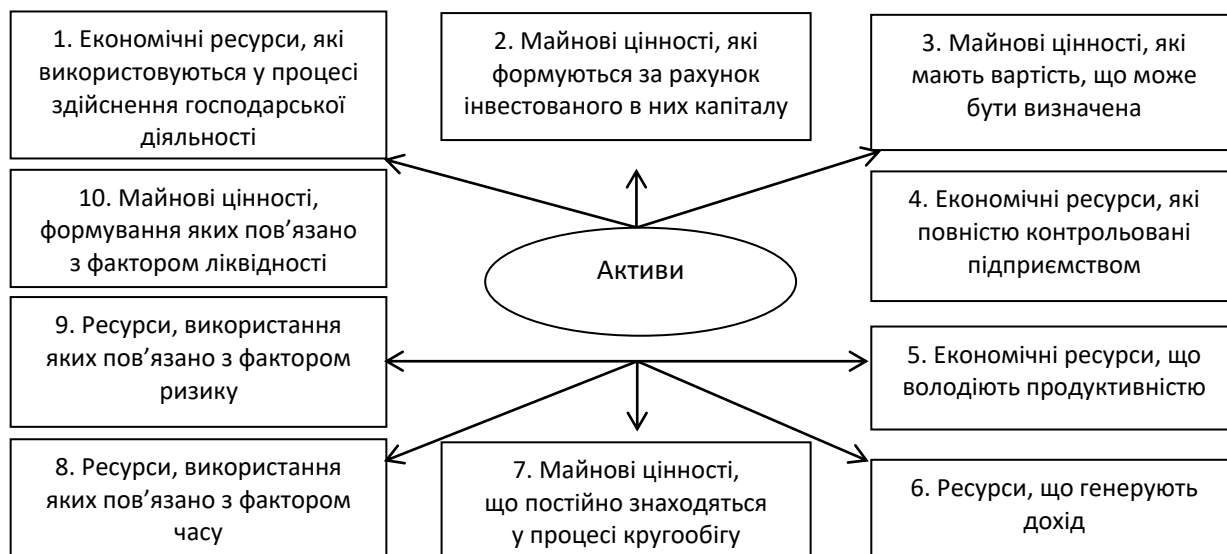 1. Економічні ресурси, які
використовуються у процесі
здійснення господарської
діяльності
2. Майнові цінності, які
формуються за рахунок
інвестованого в них капіталу
3. Майнові цінності, які
мають вартість, що може
бути визначена
10. Майнові цінності,
формування яких пов’язано
з фактором ліквідності
Активи
4. Економічні ресурси, які
повністю контрольовані
підприємством
9. Ресурси, використання
яких пов’язано з фактором
ризику
5. Економічні ресурси, що
володіють продуктивністю
8. Ресурси, використання
яких пов’язано з фактором
часу
7. Майнові цінності,
що постійно знаходяться
у процесі кругообігу
6. Ресурси, що генерують
дохід